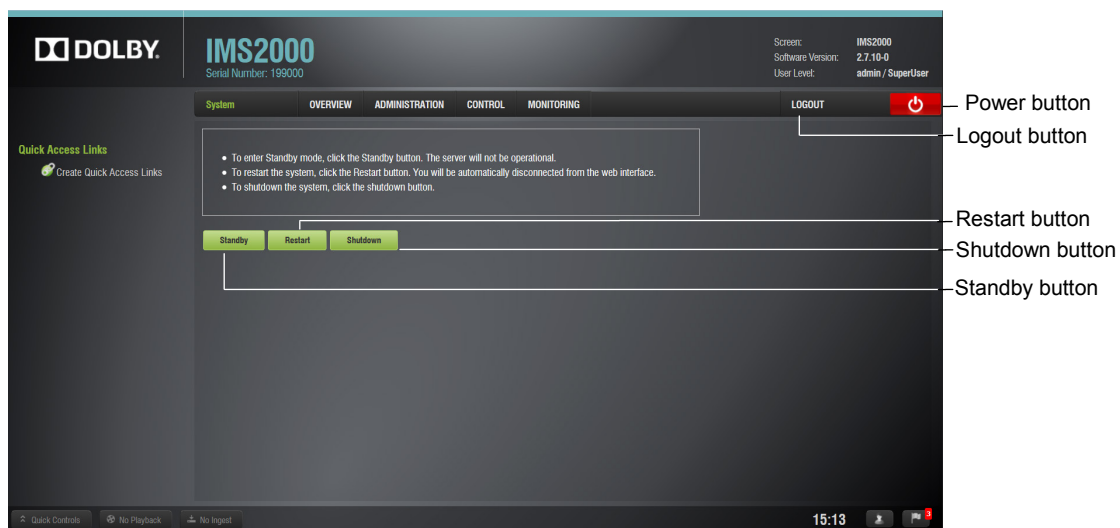 DOLBY.
IMS2000
Serial Number: 199000
Screen: IMS2000
Software Version: 2.7.10-0
User Level: admin / SuperUser
System OVERVIEW ADMINISTRATION CONTROL MONITORING LOGOUT
Power button
Logout button
Quick Access Links
Create Quick Access Links
• To enter Standby mode, click the Standby button. The server will not be operational.
• To restart the system, click the Restart button. You will be automatically disconnected from the web interface.
• To shutdown the system, click the shutdown button.
Standby Restart Shutdown
Restart button
Shutdown button
Standby button
Quick Controls No Playback No Ingest 15:13 3